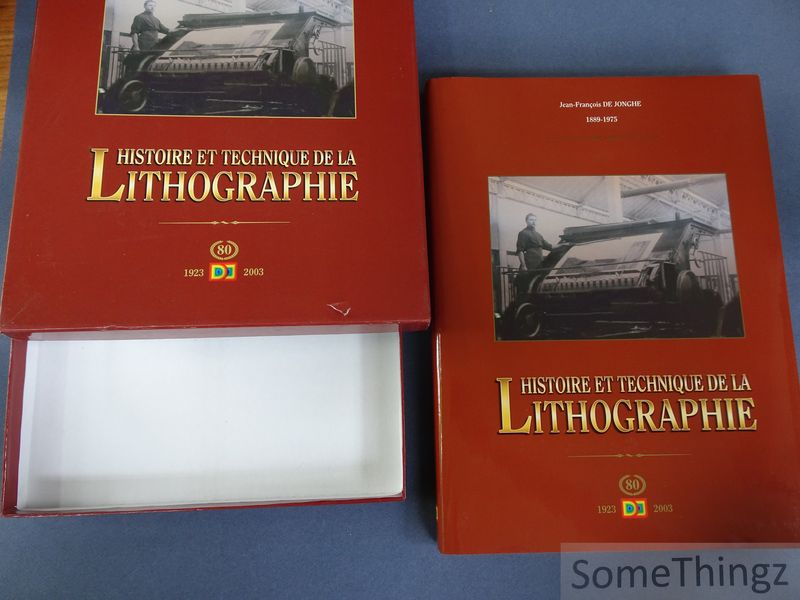 HISTOIRE ET TECHNIQUE DE LA
LITHOGRAPHIE
80
1923 DJ 2003
Jean-François DE JONGHE
1889-1975
HISTOIRE ET TECHNIQUE DE LA
LITHOGRAPHIE
80
1923 DJ 2003
SomeThingz